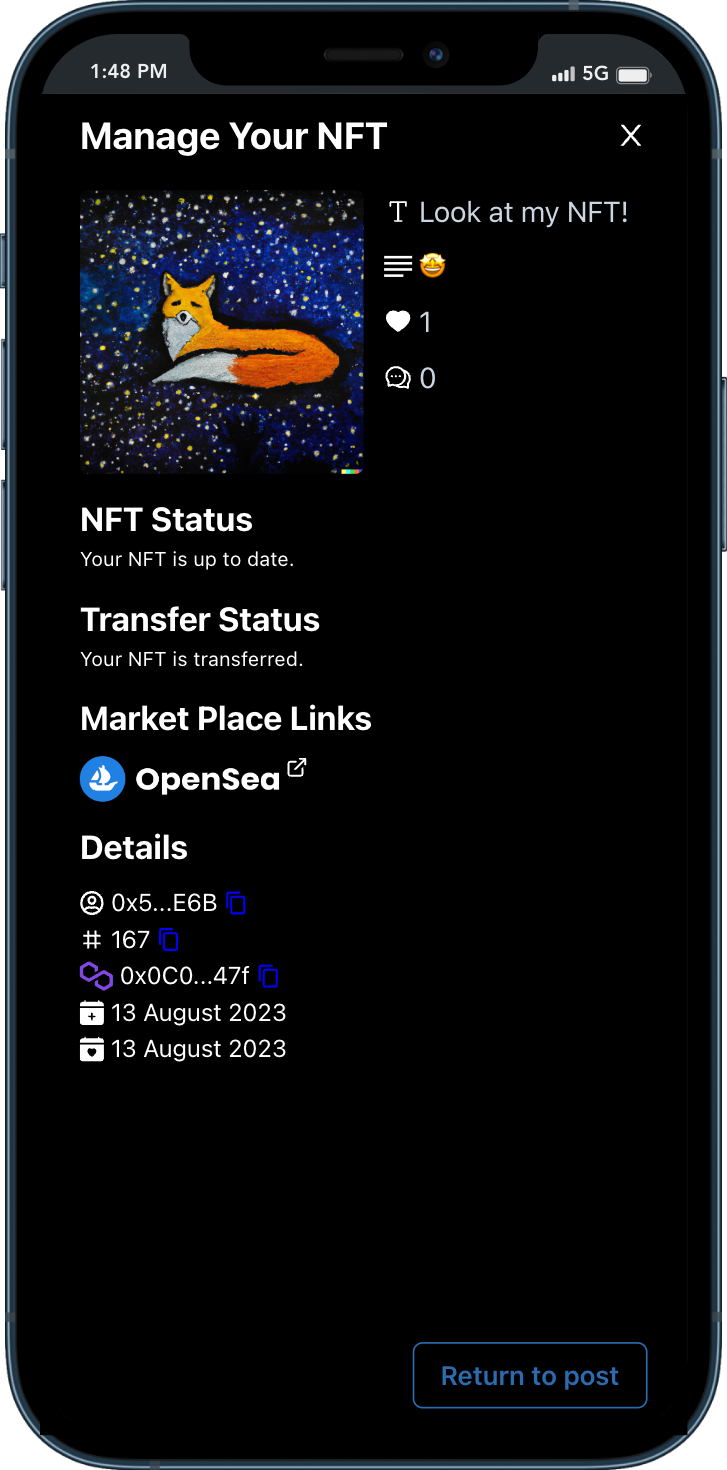 1:48 PM
5G
Manage Your NFT
X
T Look at my NFT!
🤩
1
0
NFT Status
Your NFT is up to date.
Transfer Status
Your NFT is transferred.
Market Place Links
OpenSea
Details
0x5...E6B
# 167
0x0C0...47f
13 August 2023
13 August 2023
Return to post